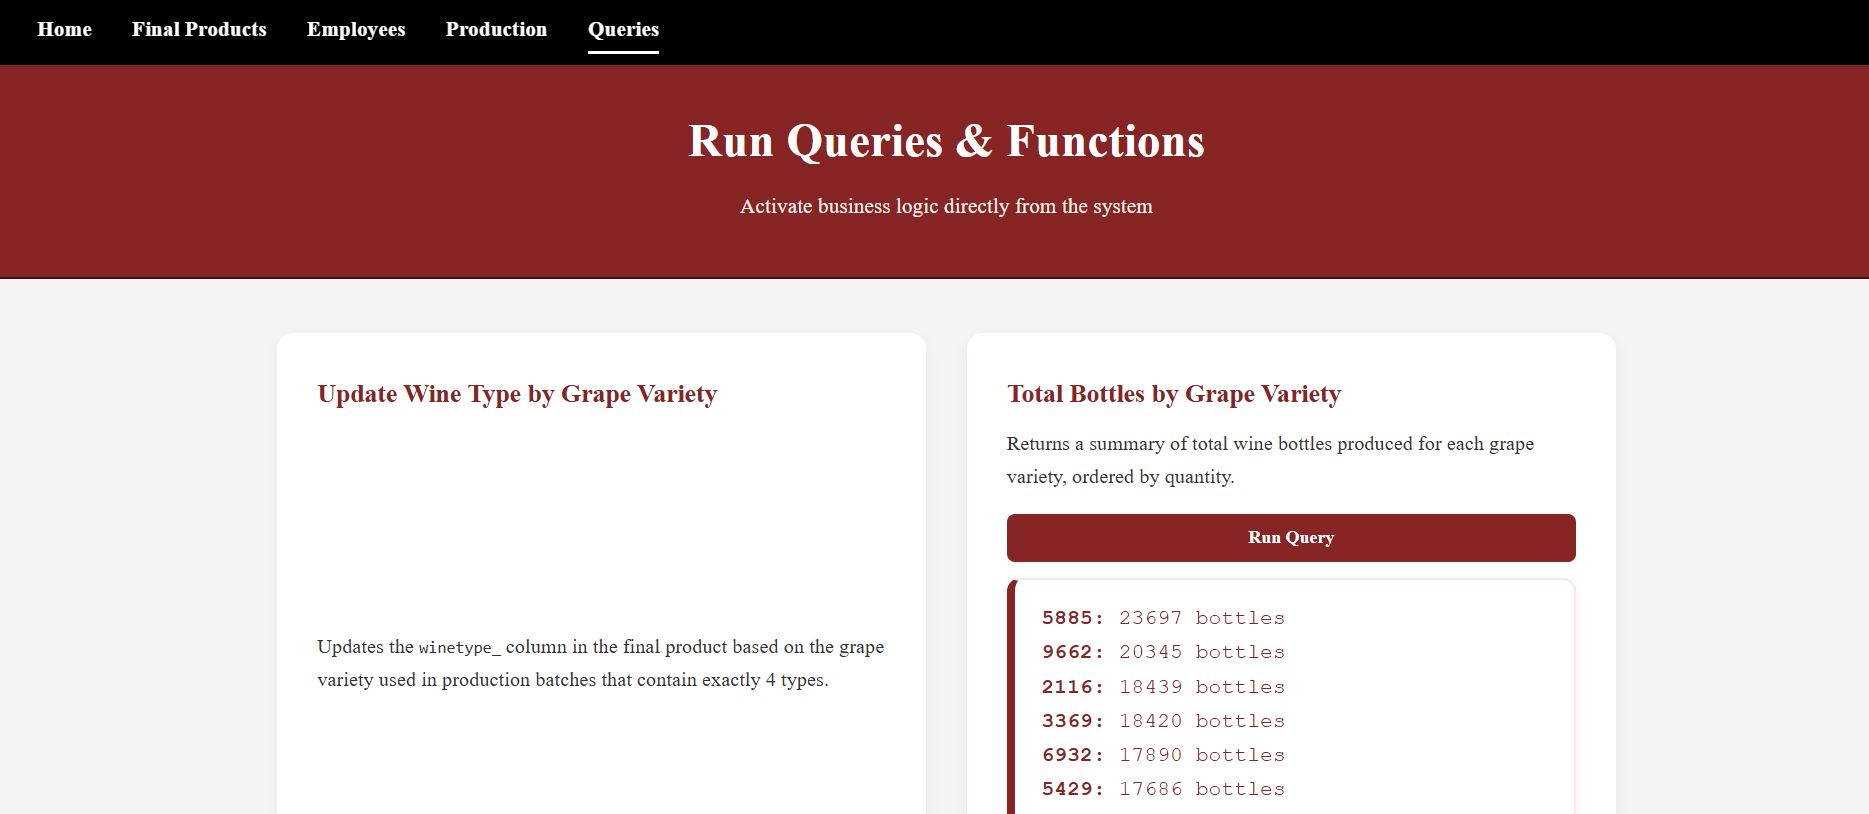 Home Final Products Employees Production Queries
Run Queries & Functions
Activate business logic directly from the system
Update Wine Type by Grape Variety
Updates the winetype_ column in the final product based on the grape
variety used in production batches that contain exactly 4 types.
Total Bottles by Grape Variety
Returns a summary of total wine bottles produced for each grape
variety, ordered by quantity.
Run Query
5885: 23697 bottles
9662: 20345 bottles
2116: 18439 bottles
3369: 18420 bottles
6932: 17890 bottles
5429: 17686 bottles